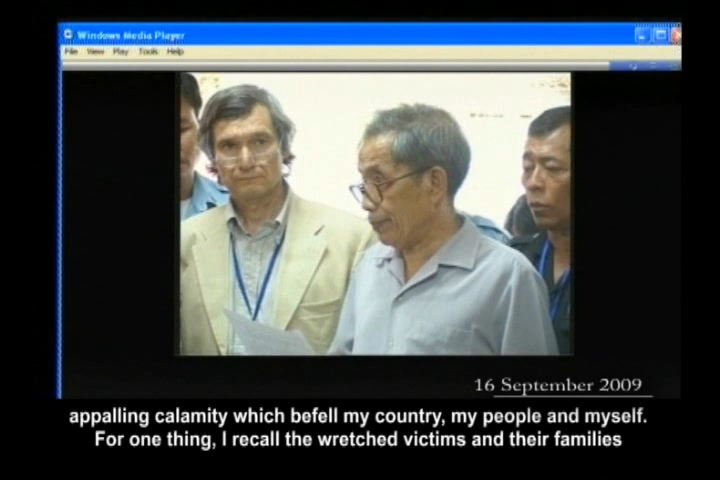 Windows Media Player
File View Play Tools Help
16 September 2009
appalling calamity which befell my country, my people and myself.
For one thing, I recall the wretched victims and their families